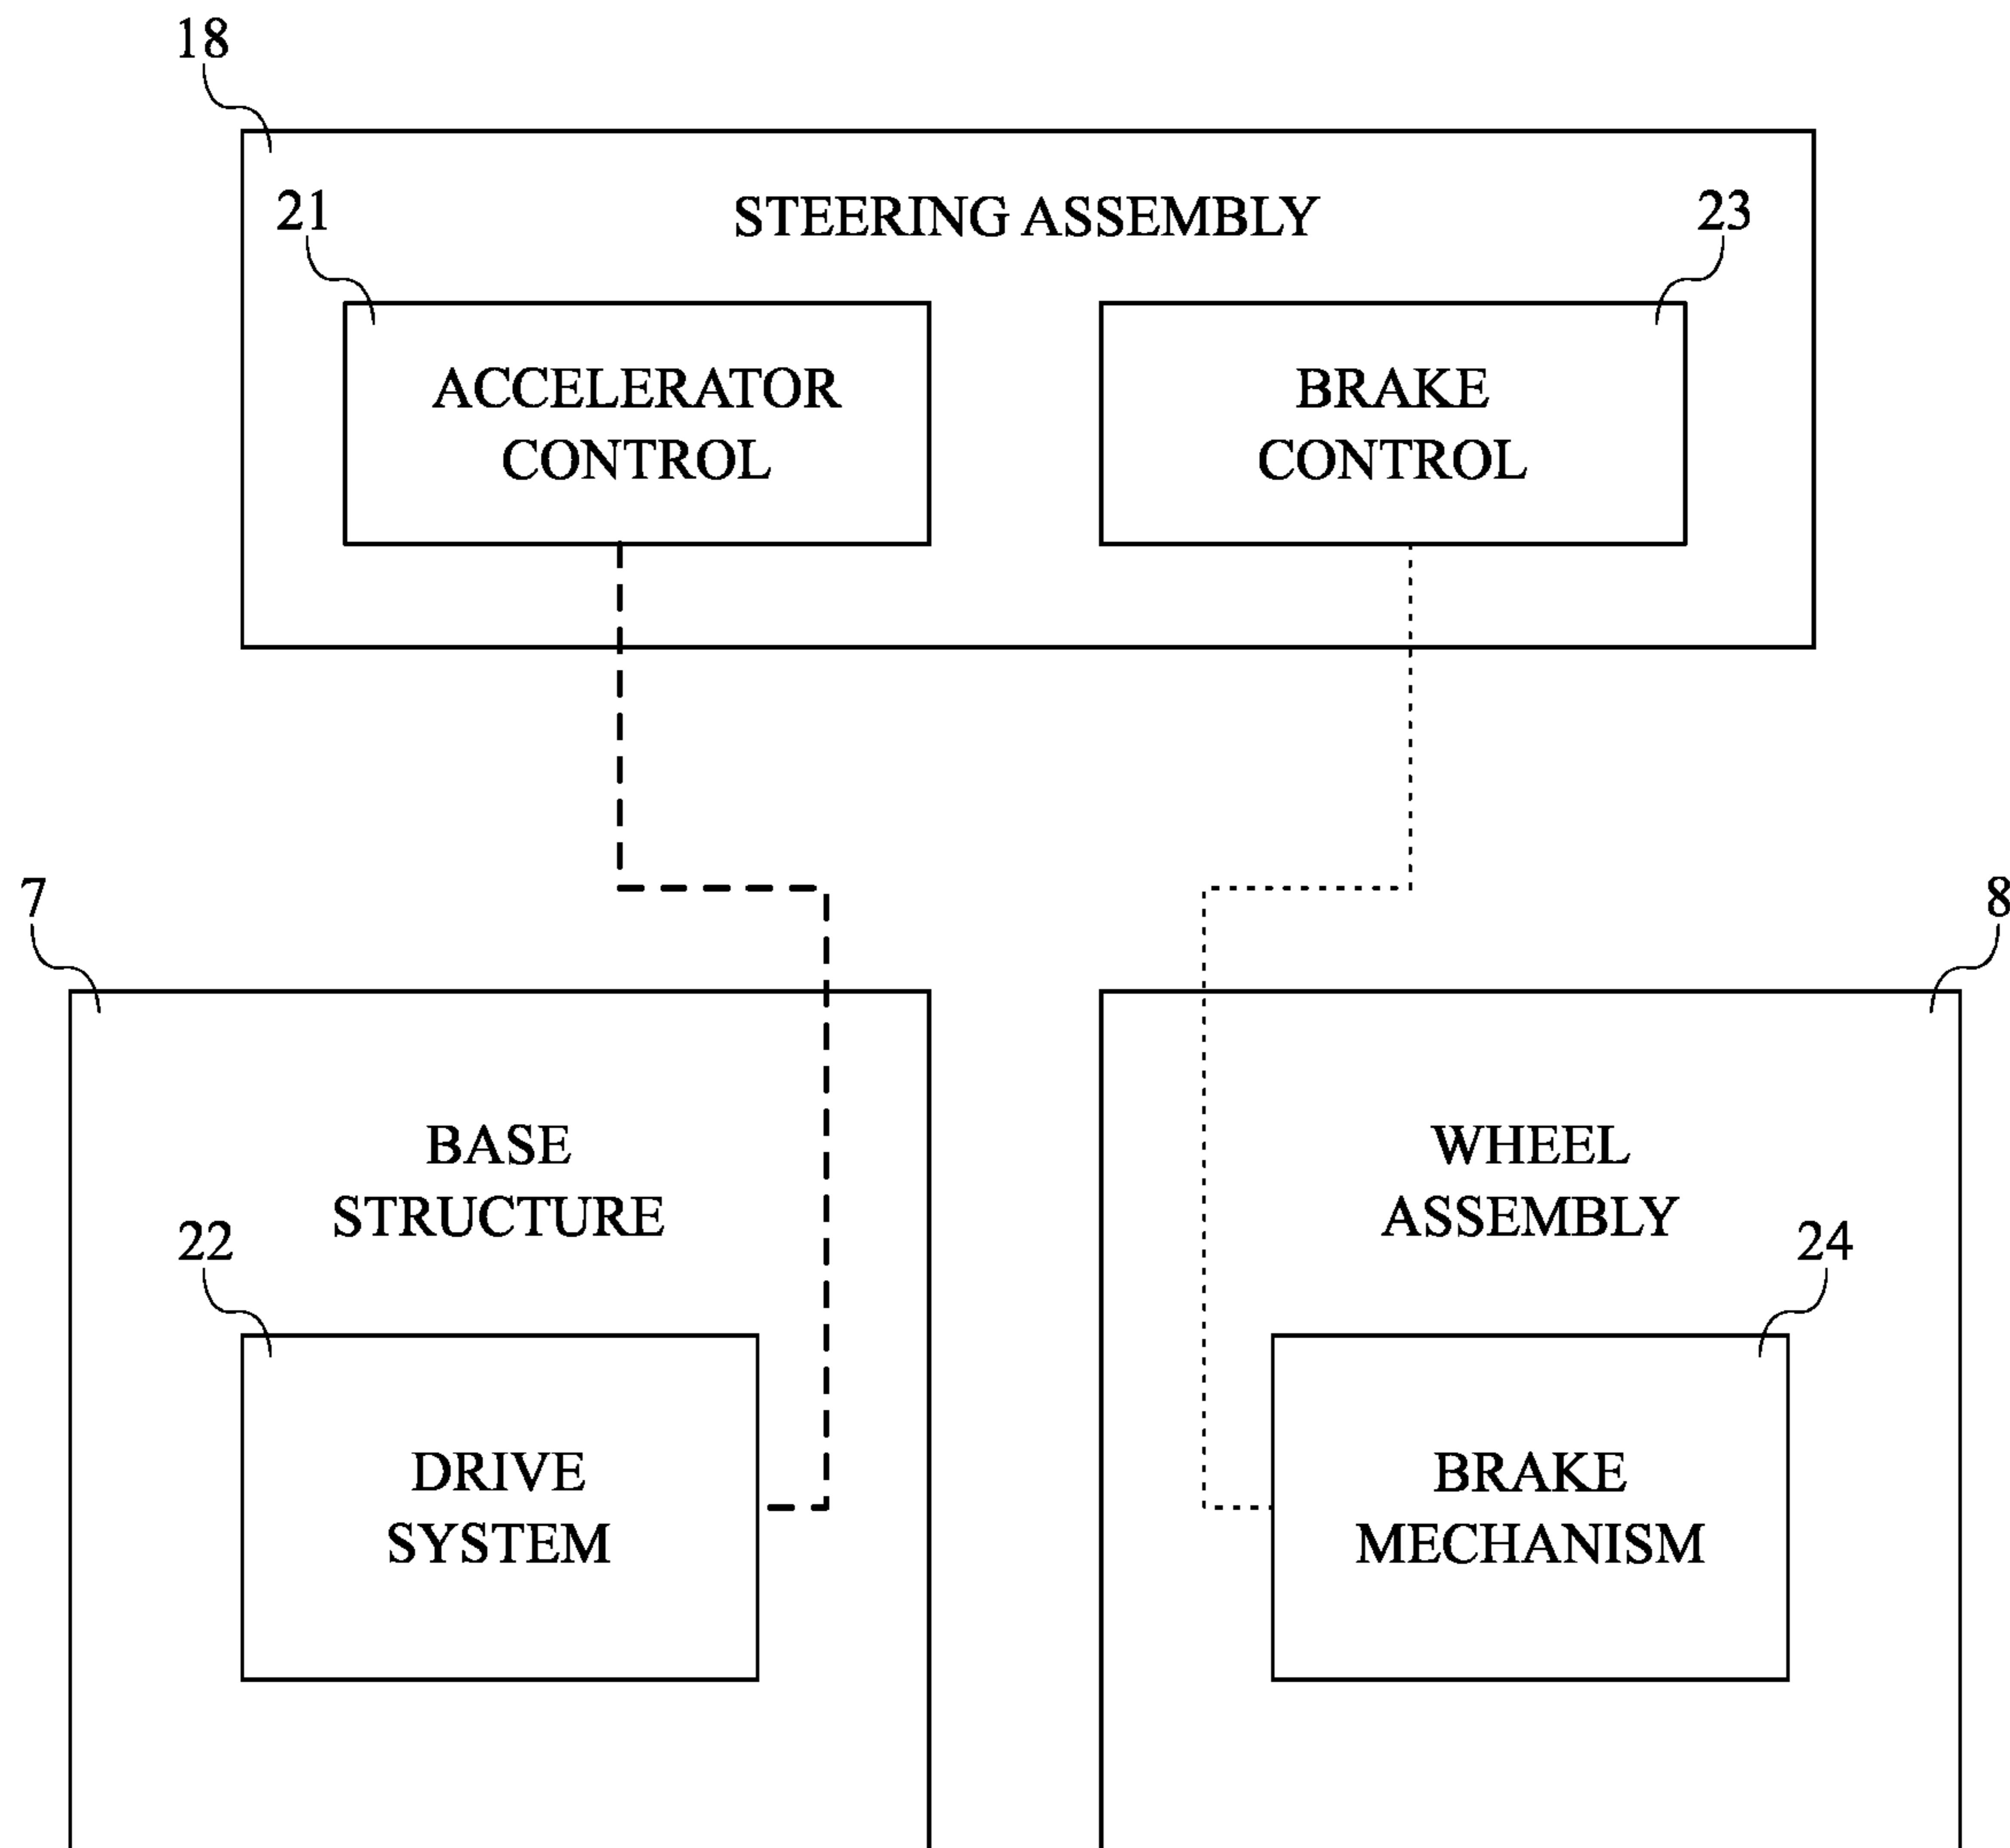 18
STEERING ASSEMBLY
21
23
ACCELERATOR
CONTROL
BRAKE
CONTROL
7
8
BASE
STRUCTURE
WHEEL
ASSEMBLY
22
24
DRIVE
SYSTEM
BRAKE
MECHANISM